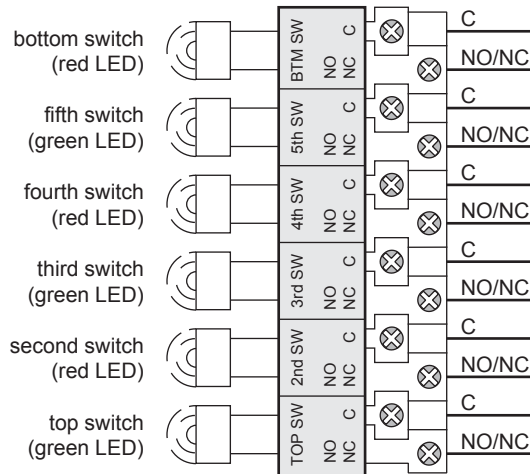 bottom switch
(red LED)
BTM SW
NO
NC
C
C
NO/NC
fifth switch
(green LED)
5th SW
NO
NC
C
C
NO/NC
fourth switch
(red LED)
4th SW
NO
NC
C
C
NO/NC
third switch
(green LED)
3rd SW
NO
NC
C
C
NO/NC
second switch
(red LED)
2nd SW
NO
NC
C
C
NO/NC
top switch
(green LED)
TOP SW
NO
NC
C
C
NO/NC